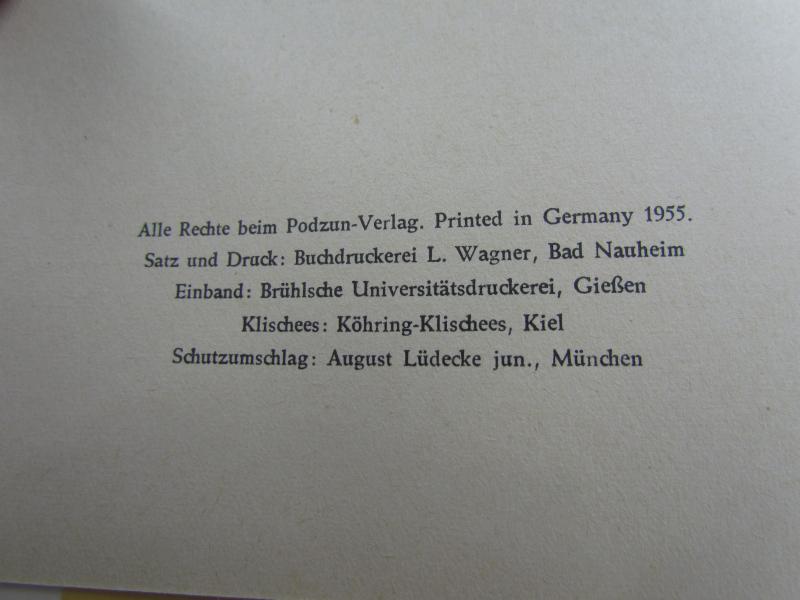 Alle Rechte beim Podzun-Verlag. Printed in Germany 1955.
Satz und Druck: Buchdruckerei L. Wagner, Bad Nauheim
Einband: Brühlsche Universitätsdruckerei, Gießen
Klischees: Köhring-Klischees, Kiel
Schutzumschlag: August Lüdecke jun., München